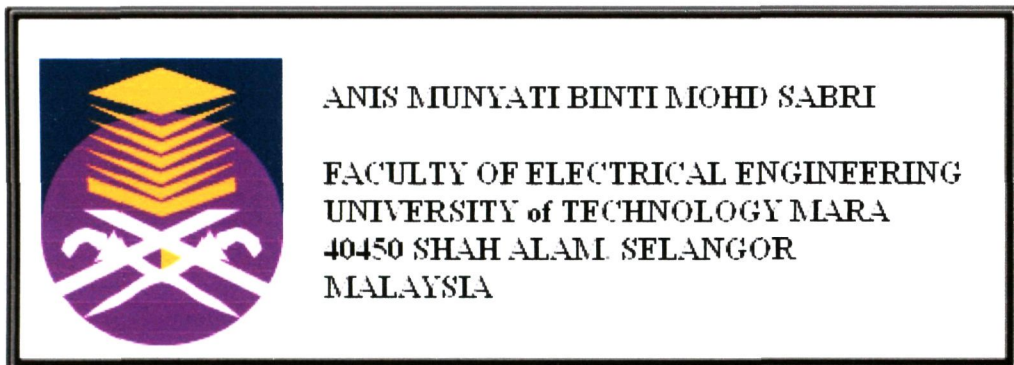 ANIS MUNYATI BINTI MOHD SABRI
FACULTY OF ELECTRICAL ENGINEERING
UNIVERSITY of TECHNOLOGY MARA
40450 SHAH ALAM. SELANGOR
MALAYSIA